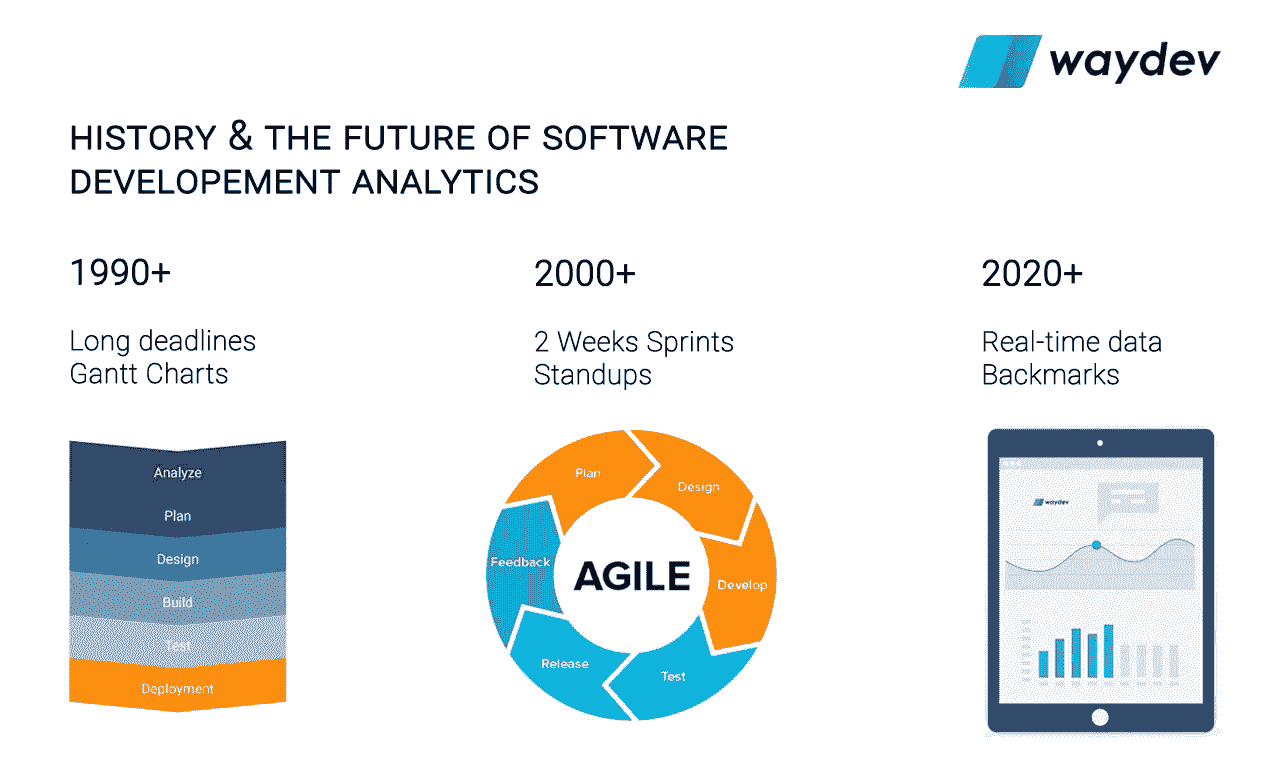 waydev
HISTORY & THE FUTURE OF SOFTWARE
DEVELOPEMENT ANALYTICS
1990+
Long deadlines
Gantt Charts
Analyze
Plan
Design
Build
Test
Deployment
2000+
2 Weeks Sprints
Standups
Plan
Design
Develop
Test
Release
Feedback
AGILE
2020+
Real-time data
Backmarks
waydev